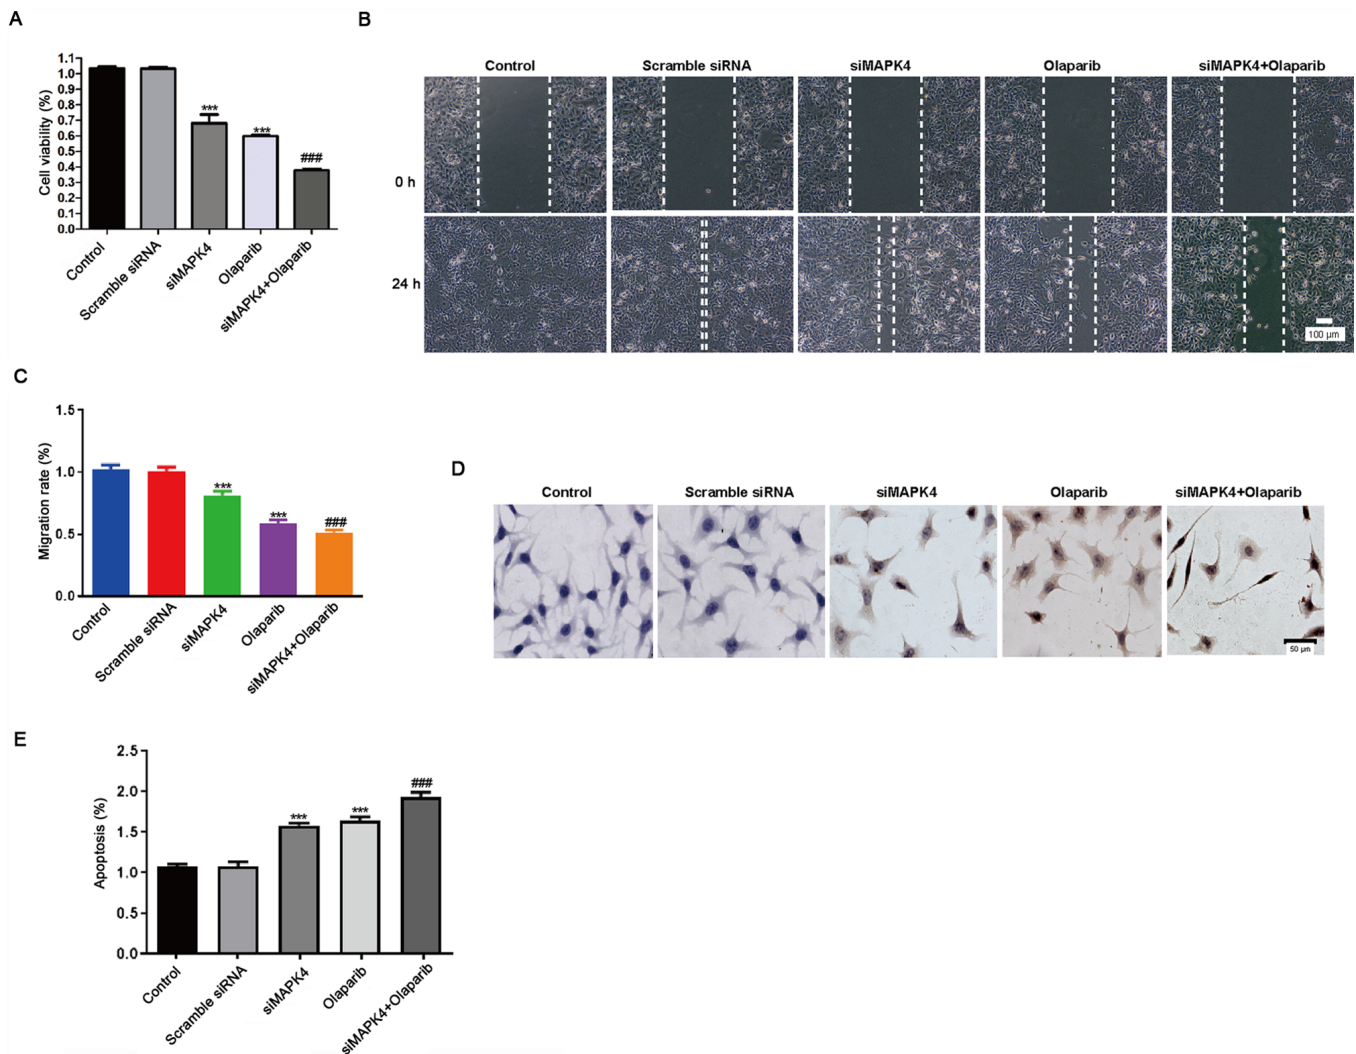 A
Cell viability (%)
1.1
1.0
0.9
0.8
0.7
0.6
0.5
0.4
0.3
0.2
0.1
0.0
***
***
###
Control
Scramble siRNA
siMAPK4
Olaparib
siMAPK4+Olaparib
B
Control
Scramble siRNA
siMAPK4
Olaparib
siMAPK4+Olaparib
0 h
24 h
100 µm
C
Migration rate (%)
1.5
1.0
0.5
0.0
***
***
###
Control
Scramble siRNA
siMAPK4
Olaparib
siMAPK4+Olaparib
D
Control
Scramble siRNA
siMAPK4
Olaparib
siMAPK4+Olaparib
50 µm
E
Apoptosis (%)
2.5
2.0
1.5
1.0
0.5
0.0
***
***
###
Control
Scramble siRNA
siMAPK4
Olaparib
siMAPK4+Olaparib